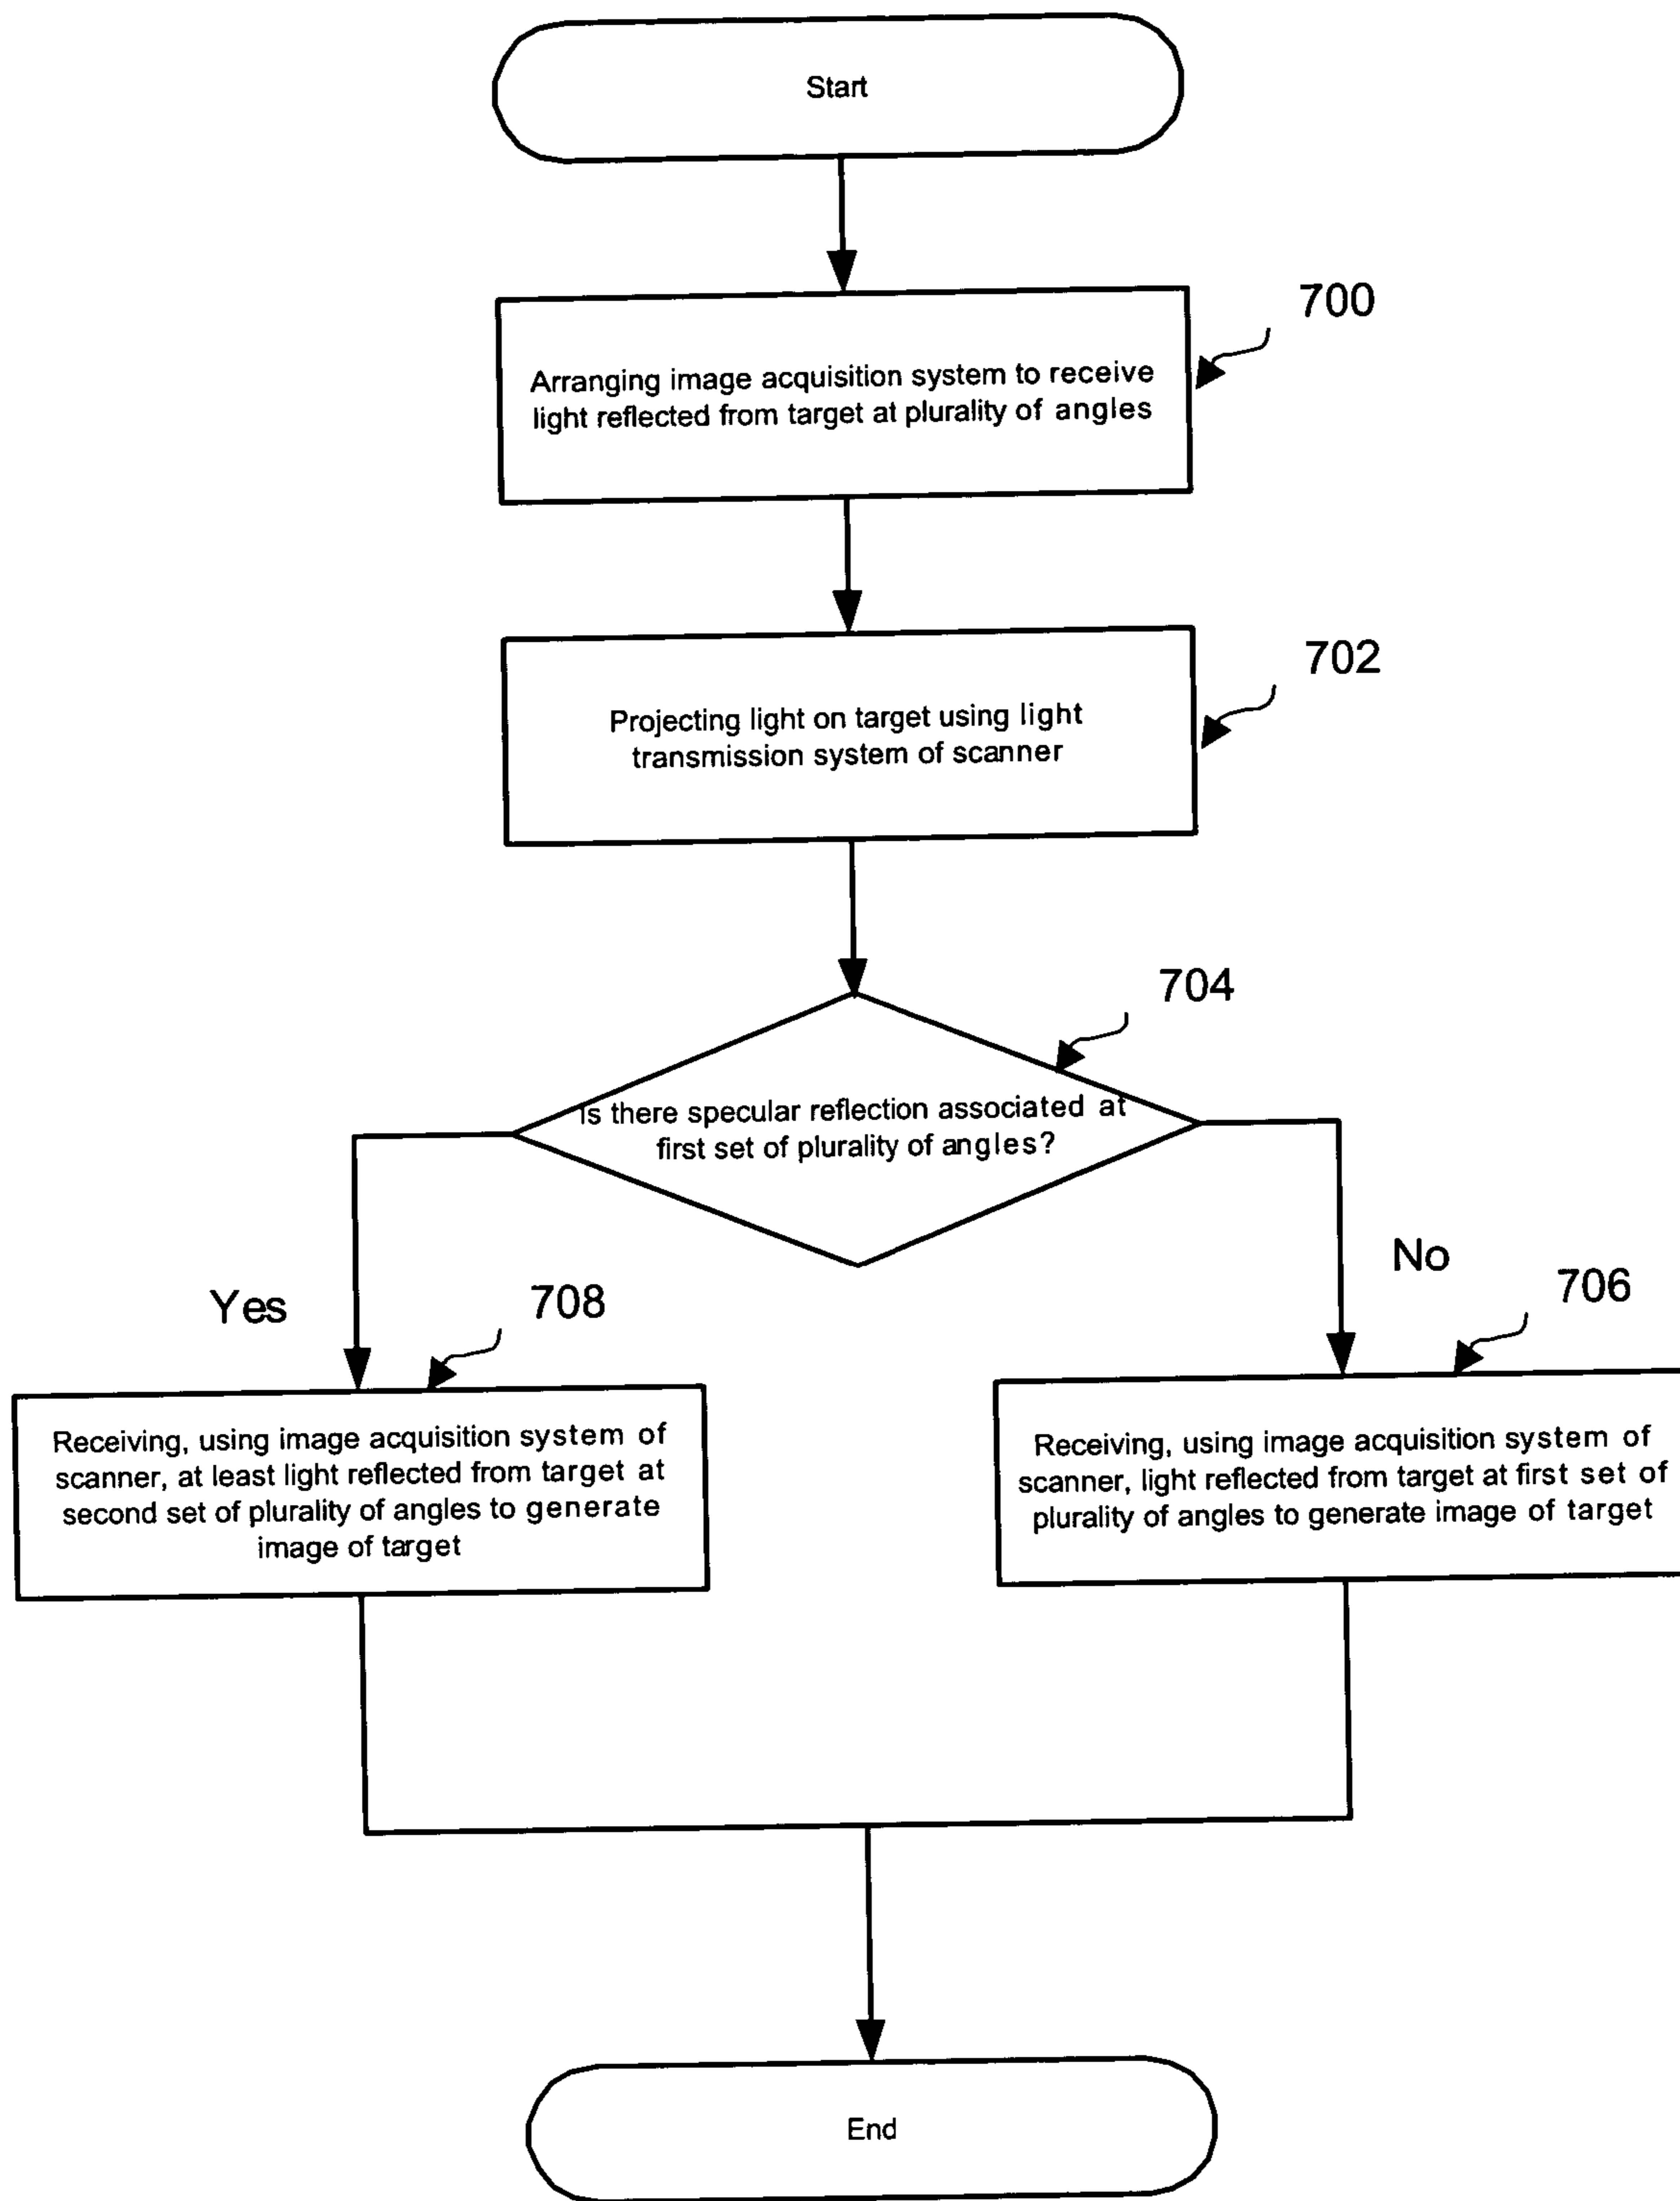 Start
700
Arranging image acquisition system to receive
light reflected from target at plurality of angles
702
Projecting light on target using light
transmission system of scanner
704
Is there specular reflection associated at
first set of plurality of angles?
Yes
No
708
706
Receiving, using image acquisition system of
scanner, at least light reflected from target at
second set of plurality of angles to generate
image of target
Receiving, using image acquisition system of
scanner, light reflected from target at first set of
plurality of angles to generate image of target
End